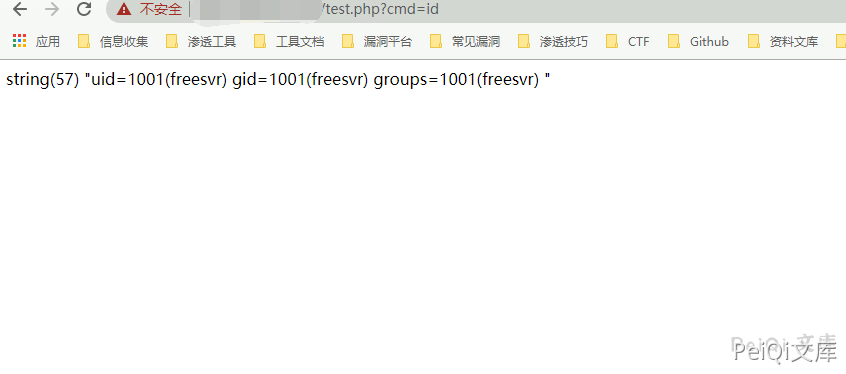 不安全 /test.php?cmd=id
应用 信息收集 渗透工具 工具文档 漏洞平台 常见漏洞 渗透技巧 CTF Github 资料文库
string(57) "uid=1001(freesvr) gid=1001(freesvr) groups=1001(freesvr) "
PeiQi 文库
PeiQi文库